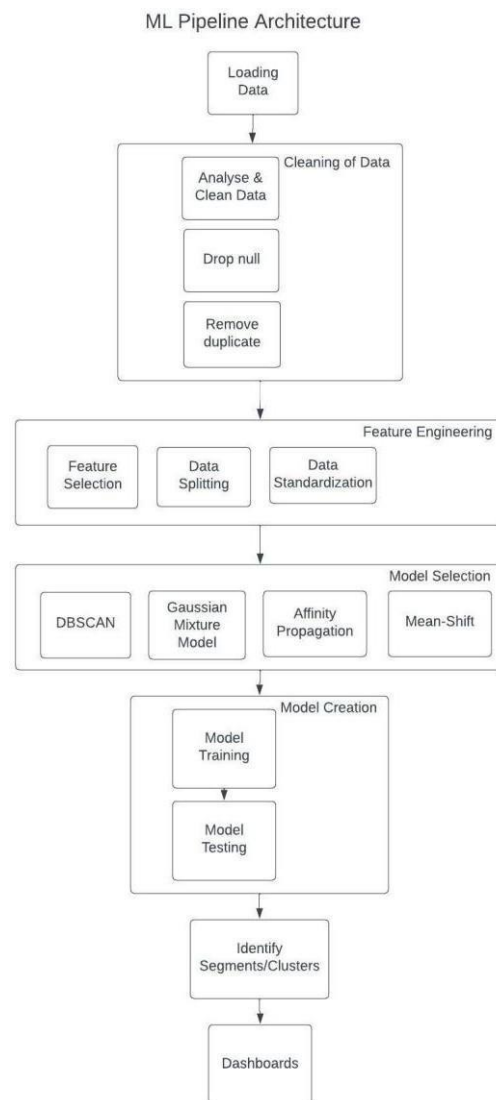 ML Pipeline Architecture
Loading
Data
Cleaning of Data
Analyse &
Clean Data
Drop null
Remove
duplicate
Feature Engineering
Feature
Selection
Data
Splitting
Data
Standardization
Model Selection
DBSCAN
Gaussian
Mixture
Model
Affinity
Propagation
Mean-Shift
Model Creation
Model
Training
Model
Testing
Identify
Segments/Clusters
Dashboards